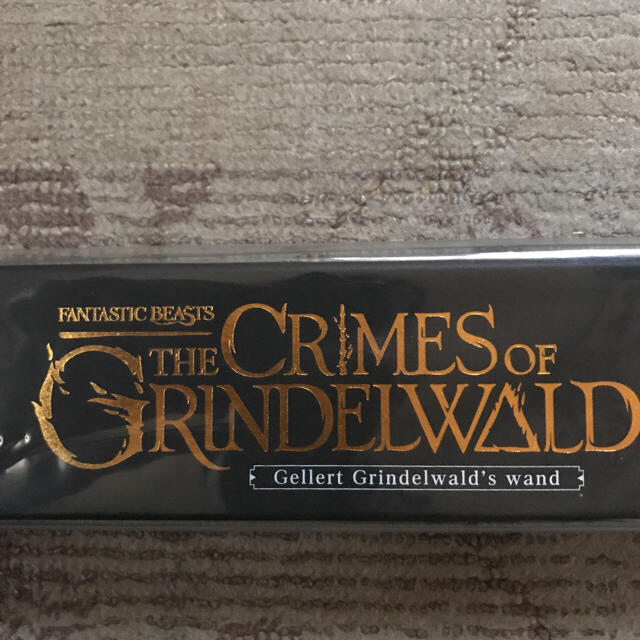 FANTASTIC BEASTS
THE CRIMES OF
GRINDELWALD
Gellert Grindelwald's wand